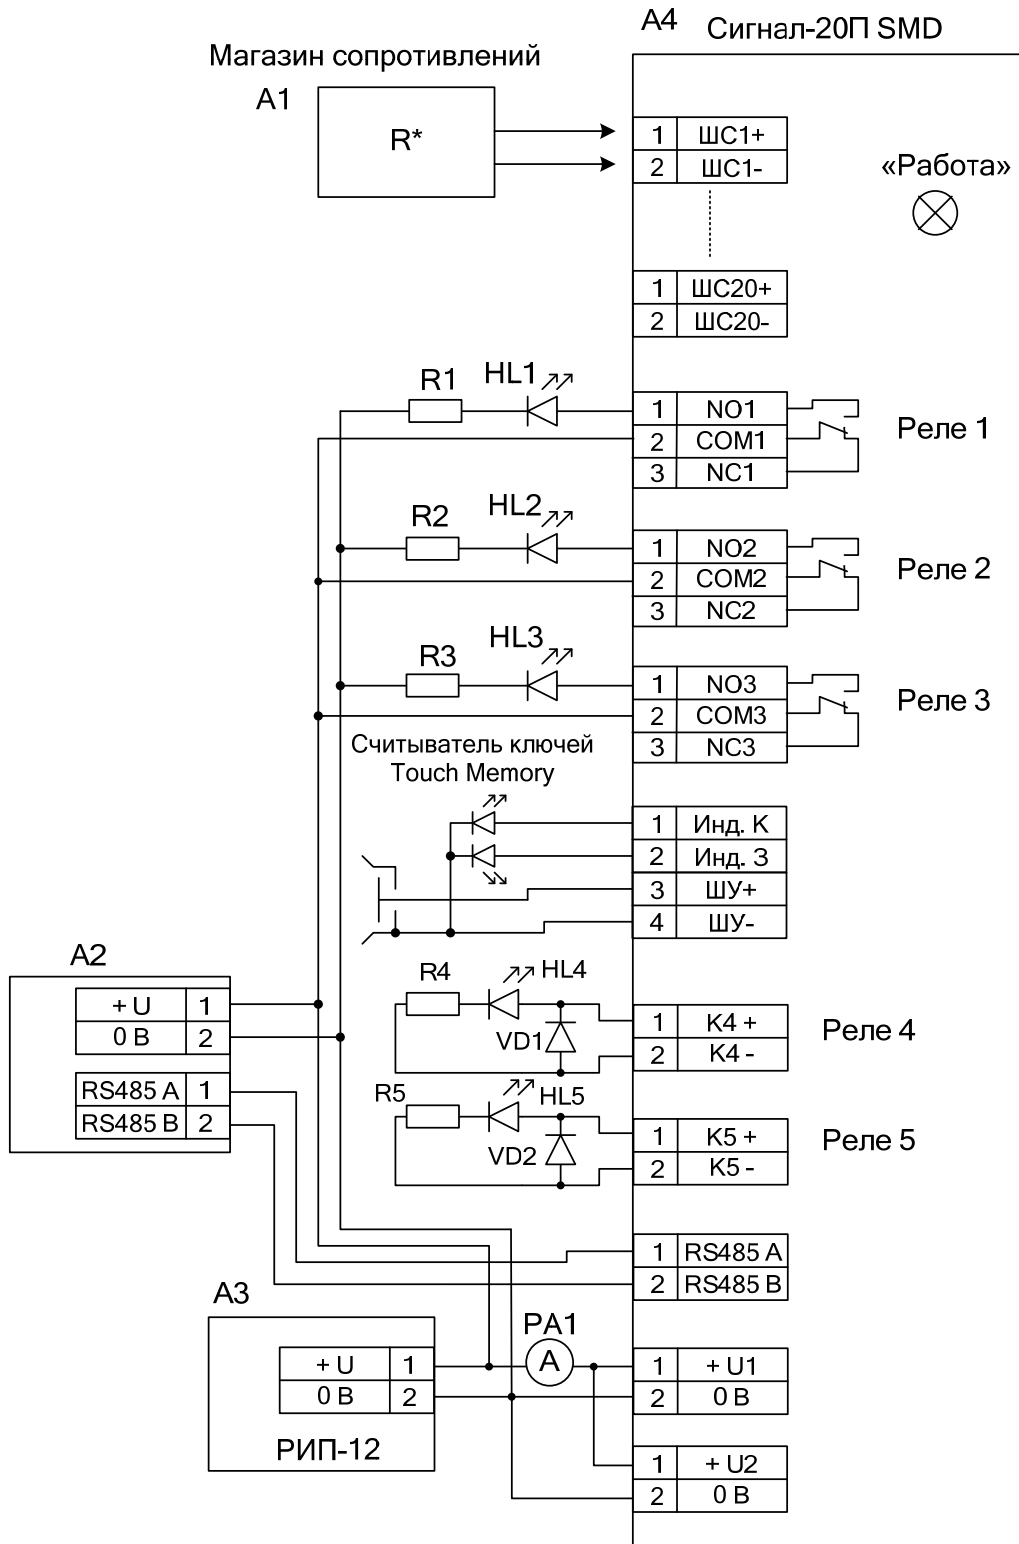 A4 Сигнал-20П SMD
Магазин сопротивлений
A1
R*
1 ШС1+
2 ШС1-
«Работа»
1 ШС20+
2 ШС20-
R1 HL1
1 NO1
2 COM1
3 NC1
Реле 1
R2 HL2
1 NO2
2 COM2
3 NC2
Реле 2
R3 HL3
1 NO3
2 COM3
3 NC3
Реле 3
Считыватель ключей
Touch Memory
1 Инд. К
2 Инд. З
3 ШУ+
4 ШУ-
A2
+ U 1
0 В 2
RS485 A 1
RS485 B 2
R4 HL4
VD1
1 K4 +
2 K4 -
Реле 4
R5 HL5
VD2
1 K5 +
2 K5 -
Реле 5
1 RS485 A
2 RS485 B
A3
+ U 1
0 В 2
РИП-12
PA1
A
1 + U1
2 0 В
1 + U2
2 0 В